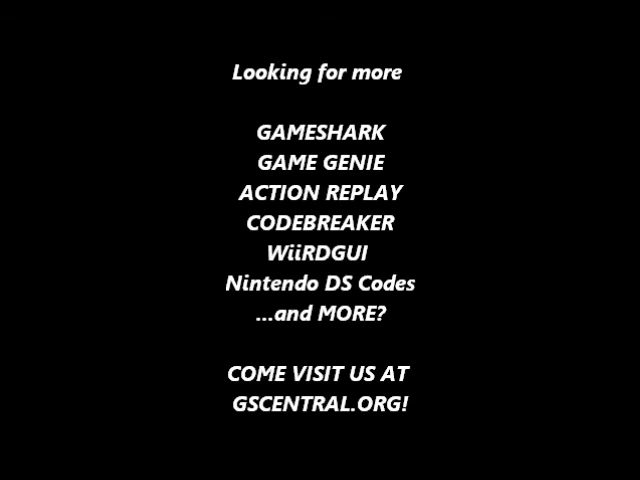 Looking for more
GAMESHARK
GAME GENIE
ACTION REPLAY
CODEBREAKER
WiiRDGUI
Nintendo DS Codes
...and MORE?
COME VISIT US AT
GSCENTRAL.ORG!